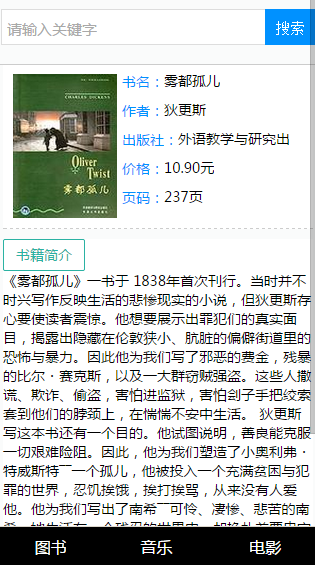 请输入关键字
搜索
CHARLES DICKENS
Oliver
Twist
雾都孤儿
书名：雾都孤儿
作者：狄更斯
出版社：外语教学与研究出
价格：10.90元
页码：237页
书籍简介
《雾都孤儿》一书于 1838年首次刊行。当时并不
时兴写作反映生活的悲惨现实的小说，但狄更斯存
心要使读者震惊。他想要展示出罪犯们的真实面
目，揭露出隐藏在伦敦狭小、肮脏的偏僻街道里的
恐怖与暴力。因此他为我们写了邪恶的费金，残暴
的比尔·赛克斯，以及一大群窃贼强盗。这些人撒
谎、欺诈、偷盗，害怕进监狱，害怕刽子手把绞索
套到他们的脖颈上，在惴惴不安中生活。 狄更斯
写这本书还有一个目的。他试图说明，善良能克服
一切艰难险阻。因此，他为我们塑造了小奥利弗·
特威斯特¯¯一个孤儿，他被投入一个充满贫困与犯
罪的世界，忍饥挨饿，挨打挨骂，从来没有人爱
他。他为我们写出了南希¯¯可怜、凄惨、悲苦的南
图书
音乐
电影